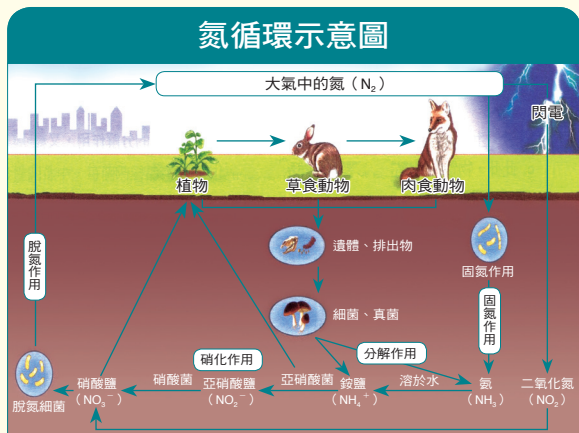 氮循環示意圖
大氣中的氮（N₂）
閃電
植物
草食動物
肉食動物
脫氮作用
遺體、排出物
固氮作用
細菌、真菌
固氮作用
硝化作用
分解作用
脫氮細菌
硝酸鹽
（NO₃⁻）
硝酸菌
亞硝酸鹽
（NO₂⁻）
亞硝酸菌
銨鹽
（NH₄⁺）
溶於水
氨
（NH₃）
二氧化氮
（NO₂）